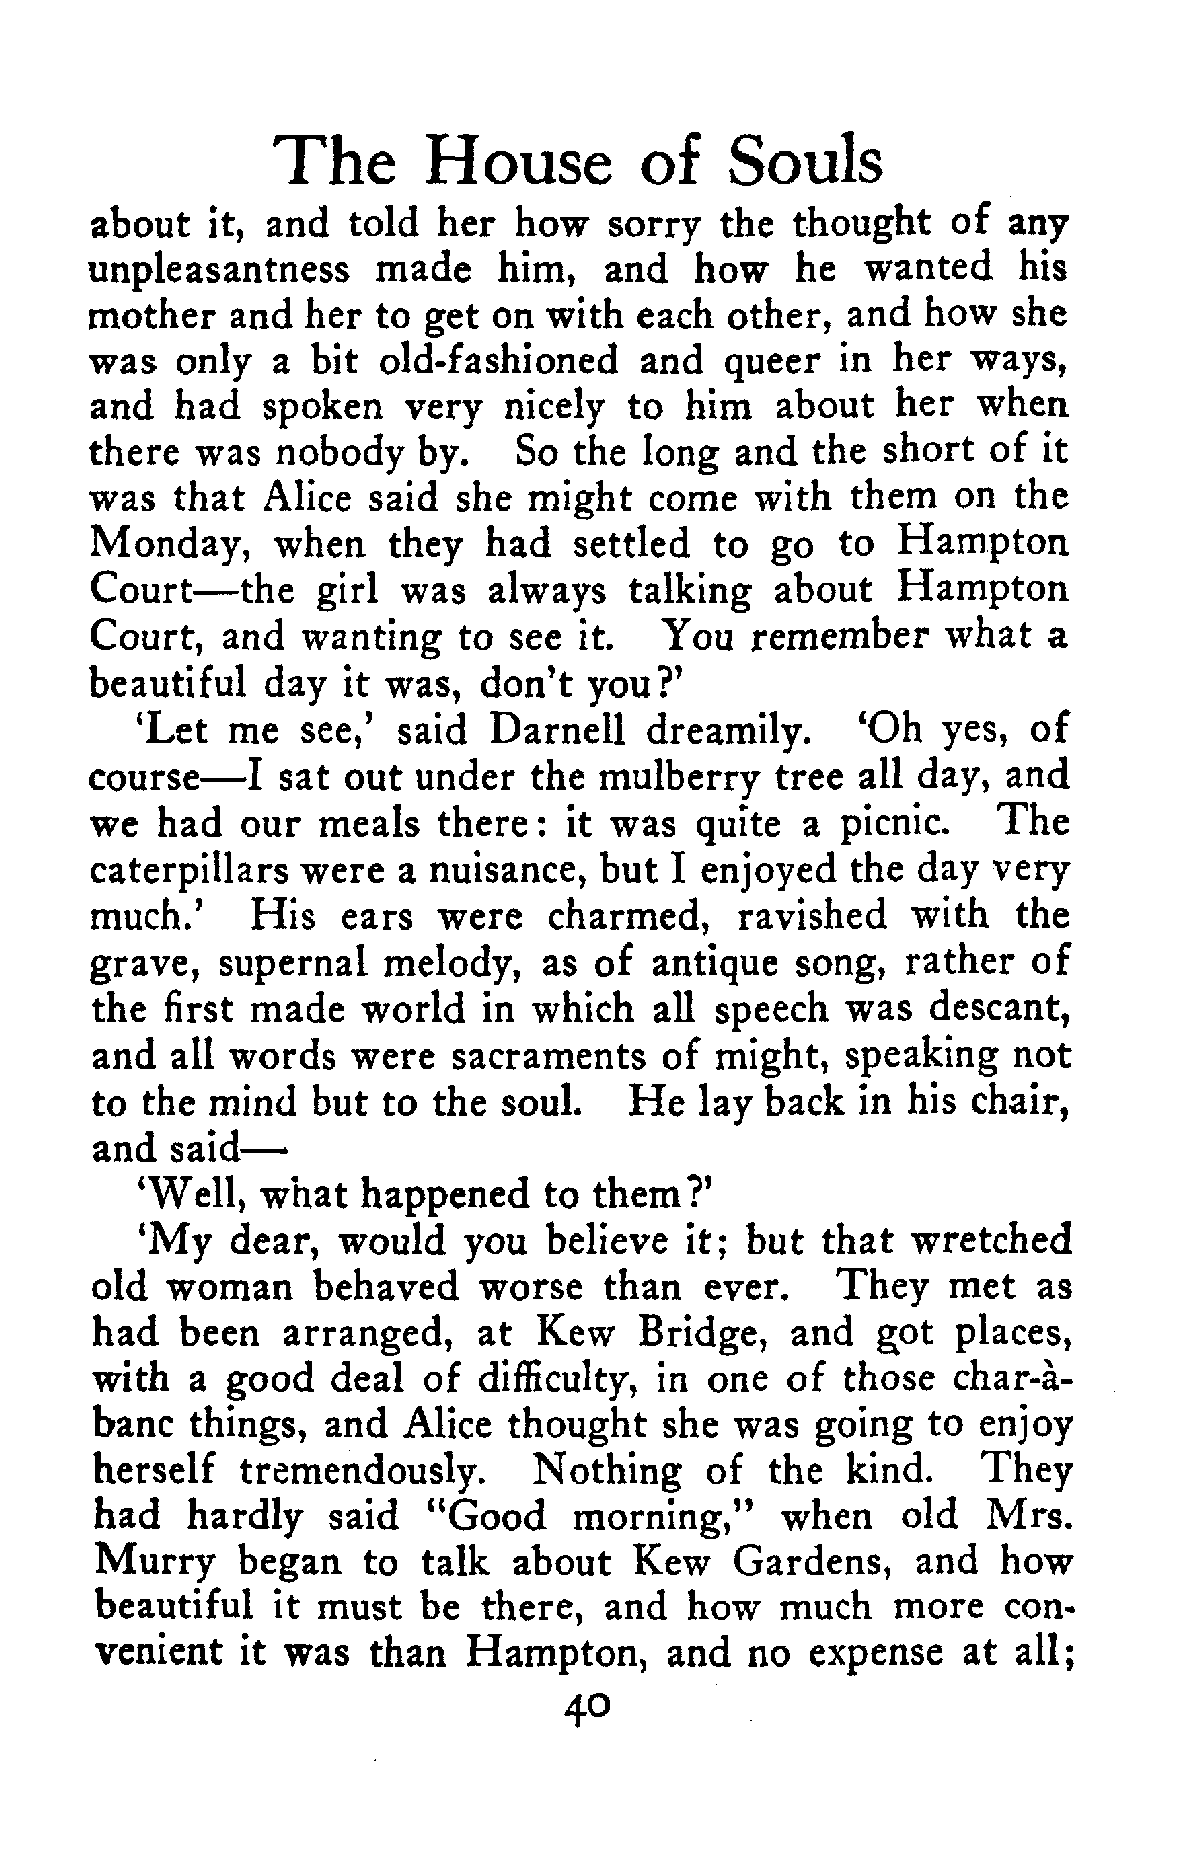 The House of Souls
about it, and told her how sorry the thought of any
unpleasantness made him, and how he wanted his
mother and her to get on with each other, and how she
was only a bit old-fashioned and queer in her ways,
and had spoken very nicely to him about her when
there was nobody by. So the long and the short of it
was that Alice said she might come with them on the
Monday, when they had settled to go to Hampton
Court—the girl was always talking about Hampton
Court, and wanting to see it. You remember what a
beautiful day it was, don't you?'
'Let me see,' said Darnell dreamily. 'Oh yes, of
course—I sat out under the mulberry tree all day, and
we had our meals there: it was quite a picnic. The
caterpillars were a nuisance, but I enjoyed the day very
much.' His ears were charmed, ravished with the
grave, supernal melody, as of antique song, rather of
the first made world in which all speech was descant,
and all words were sacraments of might, speaking not
to the mind but to the soul. He lay back in his chair,
and said—
'Well, what happened to them?'
'My dear, would you believe it; but that wretched
old woman behaved worse than ever. They met as
had been arranged, at Kew Bridge, and got places,
with a good deal of difficulty, in one of those char-à-
banc things, and Alice thought she was going to enjoy
herself tremendously. Nothing of the kind. They
had hardly said "Good morning," when old Mrs.
Murry began to talk about Kew Gardens, and how
beautiful it must be there, and how much more con-
venient it was than Hampton, and no expense at all;
40